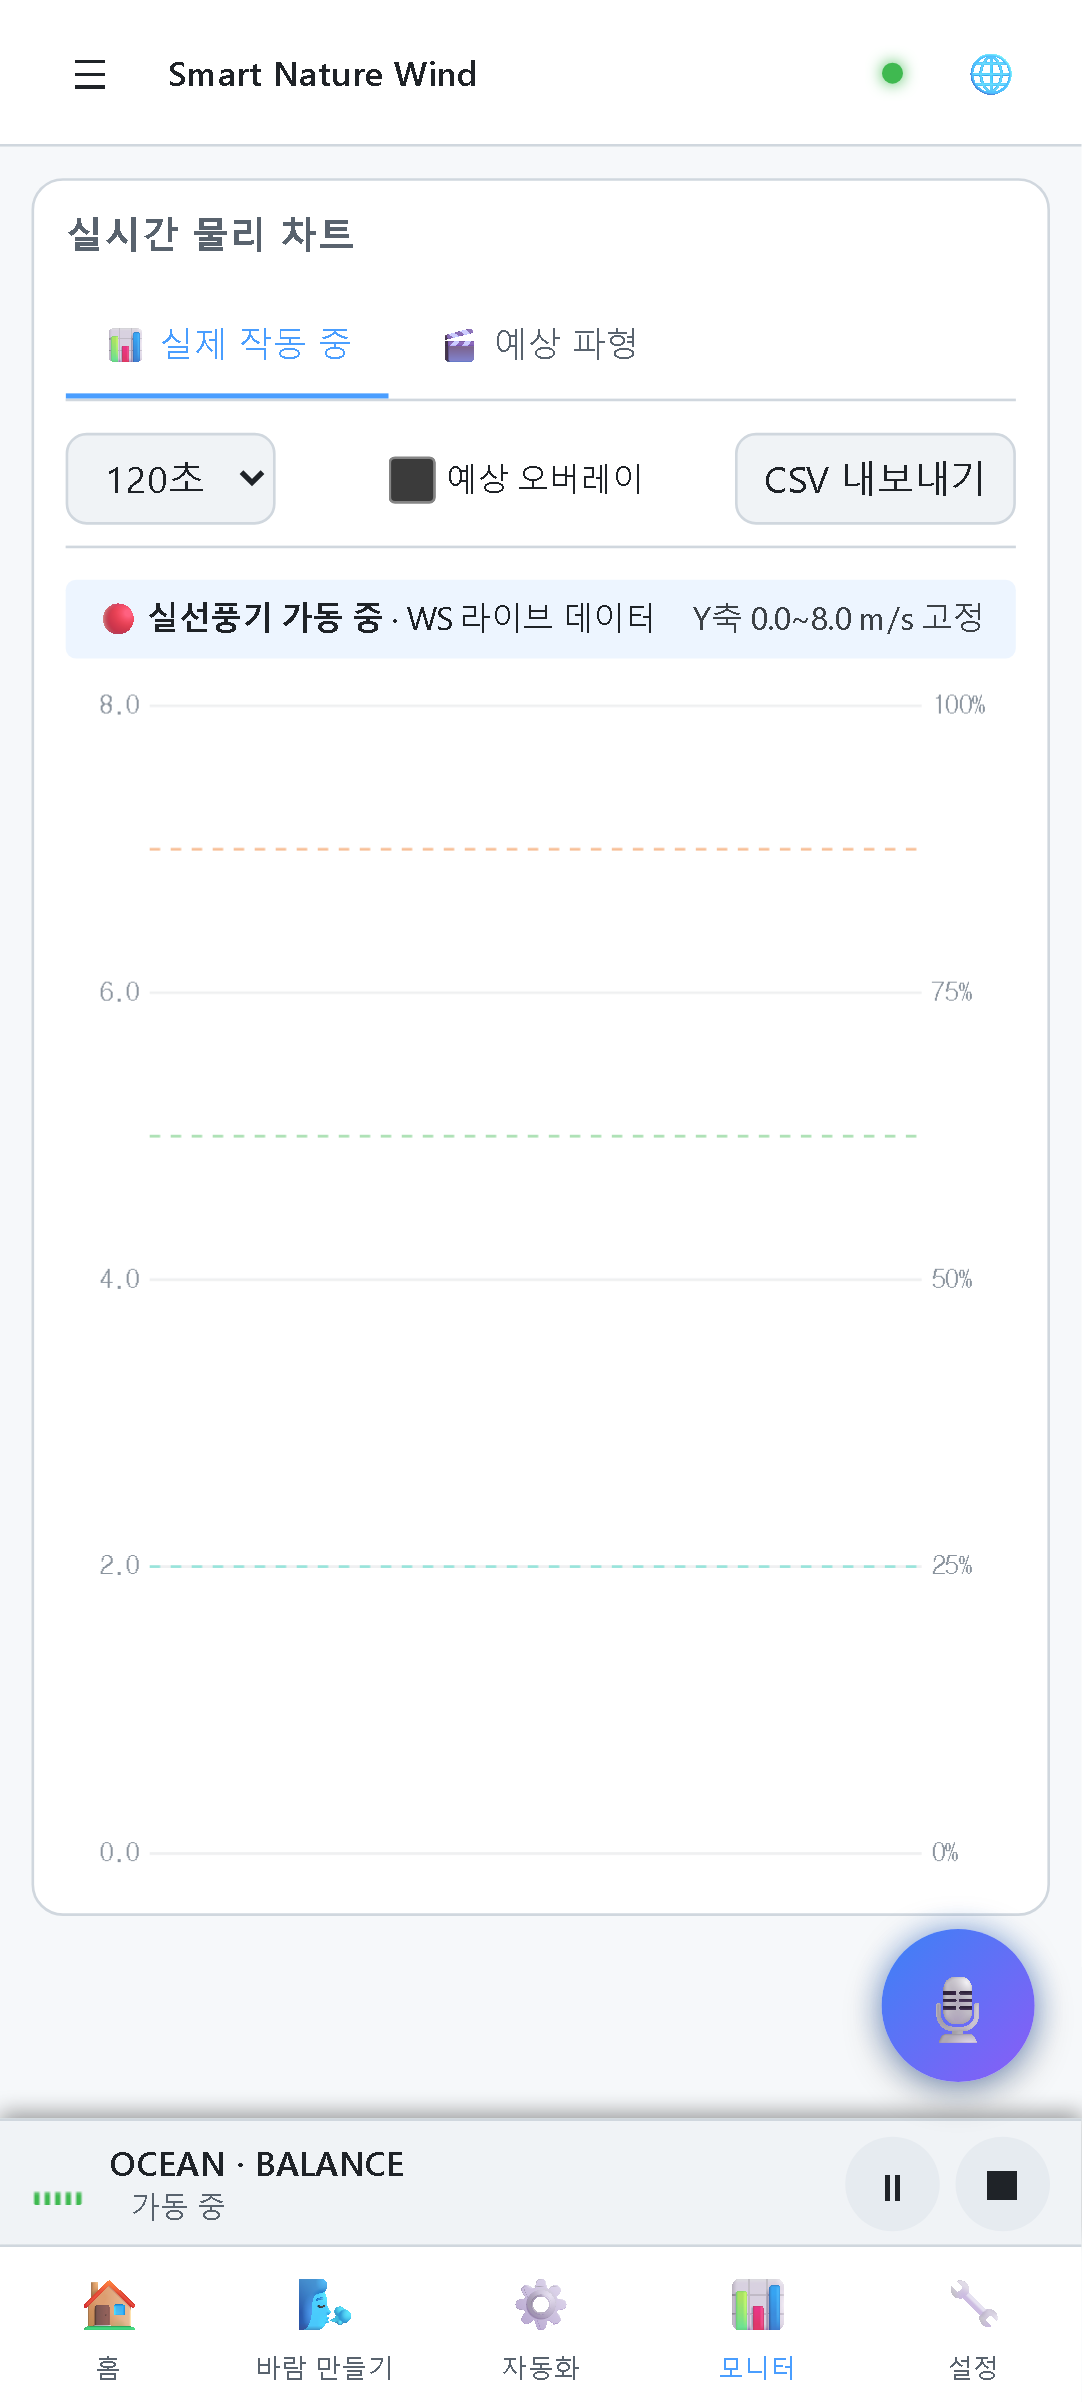 Smart Nature Wind
실시간 물리 차트
실제 작동 중
예상 파형
120초
예상 오버레이
CSV 내보내기
실선풍기 가동 중 · WS 라이브 데이터
Y축 0.0~8.0 m/s 고정
8.0
100%
6.0
75%
4.0
50%
2.0
25%
0.0
0%
OCEAN · BALANCE
가동 중
홈
바람 만들기
자동화
모니터
설정